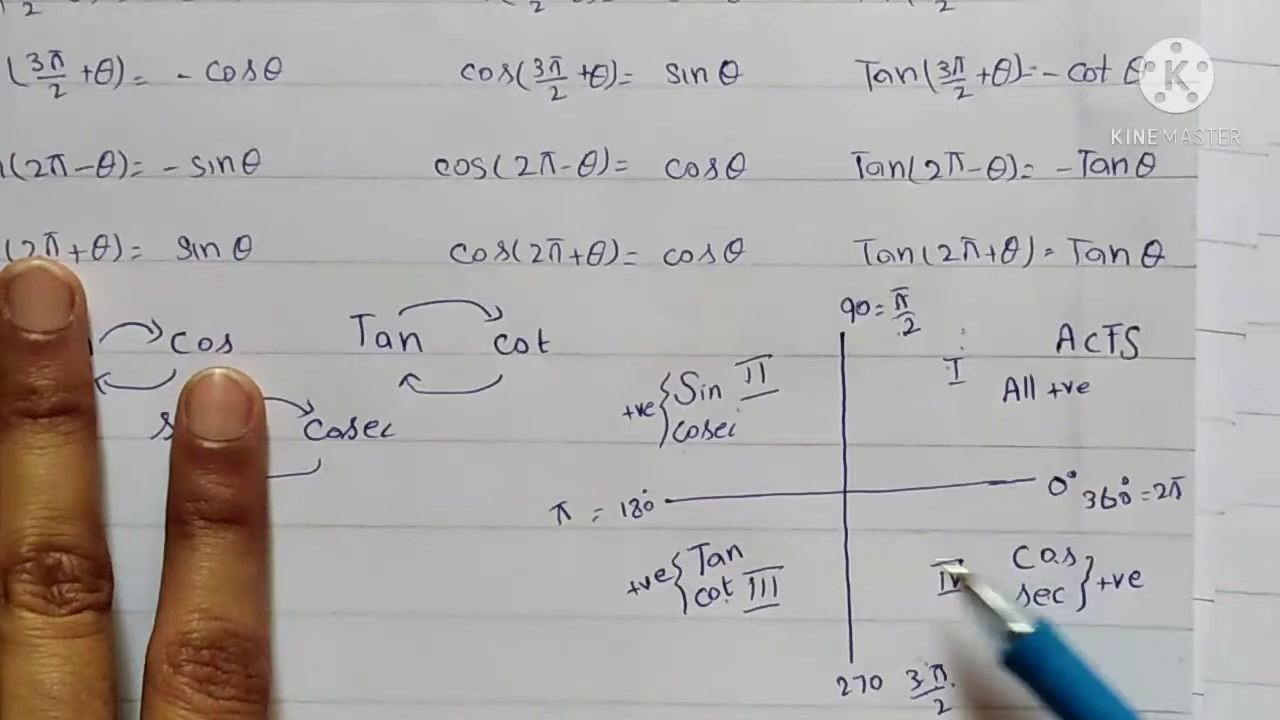 (3π/2 +θ)= - cosθ cos(3π/2 +θ)= sinθ Tan(3π/2 +θ)=- cot θ
KINEMASTER
(2π-θ)= - sinθ cos(2π-θ)= cosθ Tan(2π-θ)= -Tanθ
(2π+θ)= sinθ cos(2π+θ)= cosθ Tan(2π+θ)= Tanθ
90=π/2
cos Tan cot I ACTS
+ve { Sin II All +ve
cosec
cosec
π = 180° 0° 360°=2π
+ve { Tan IV cos } +ve
cot III sec
270 3π/2